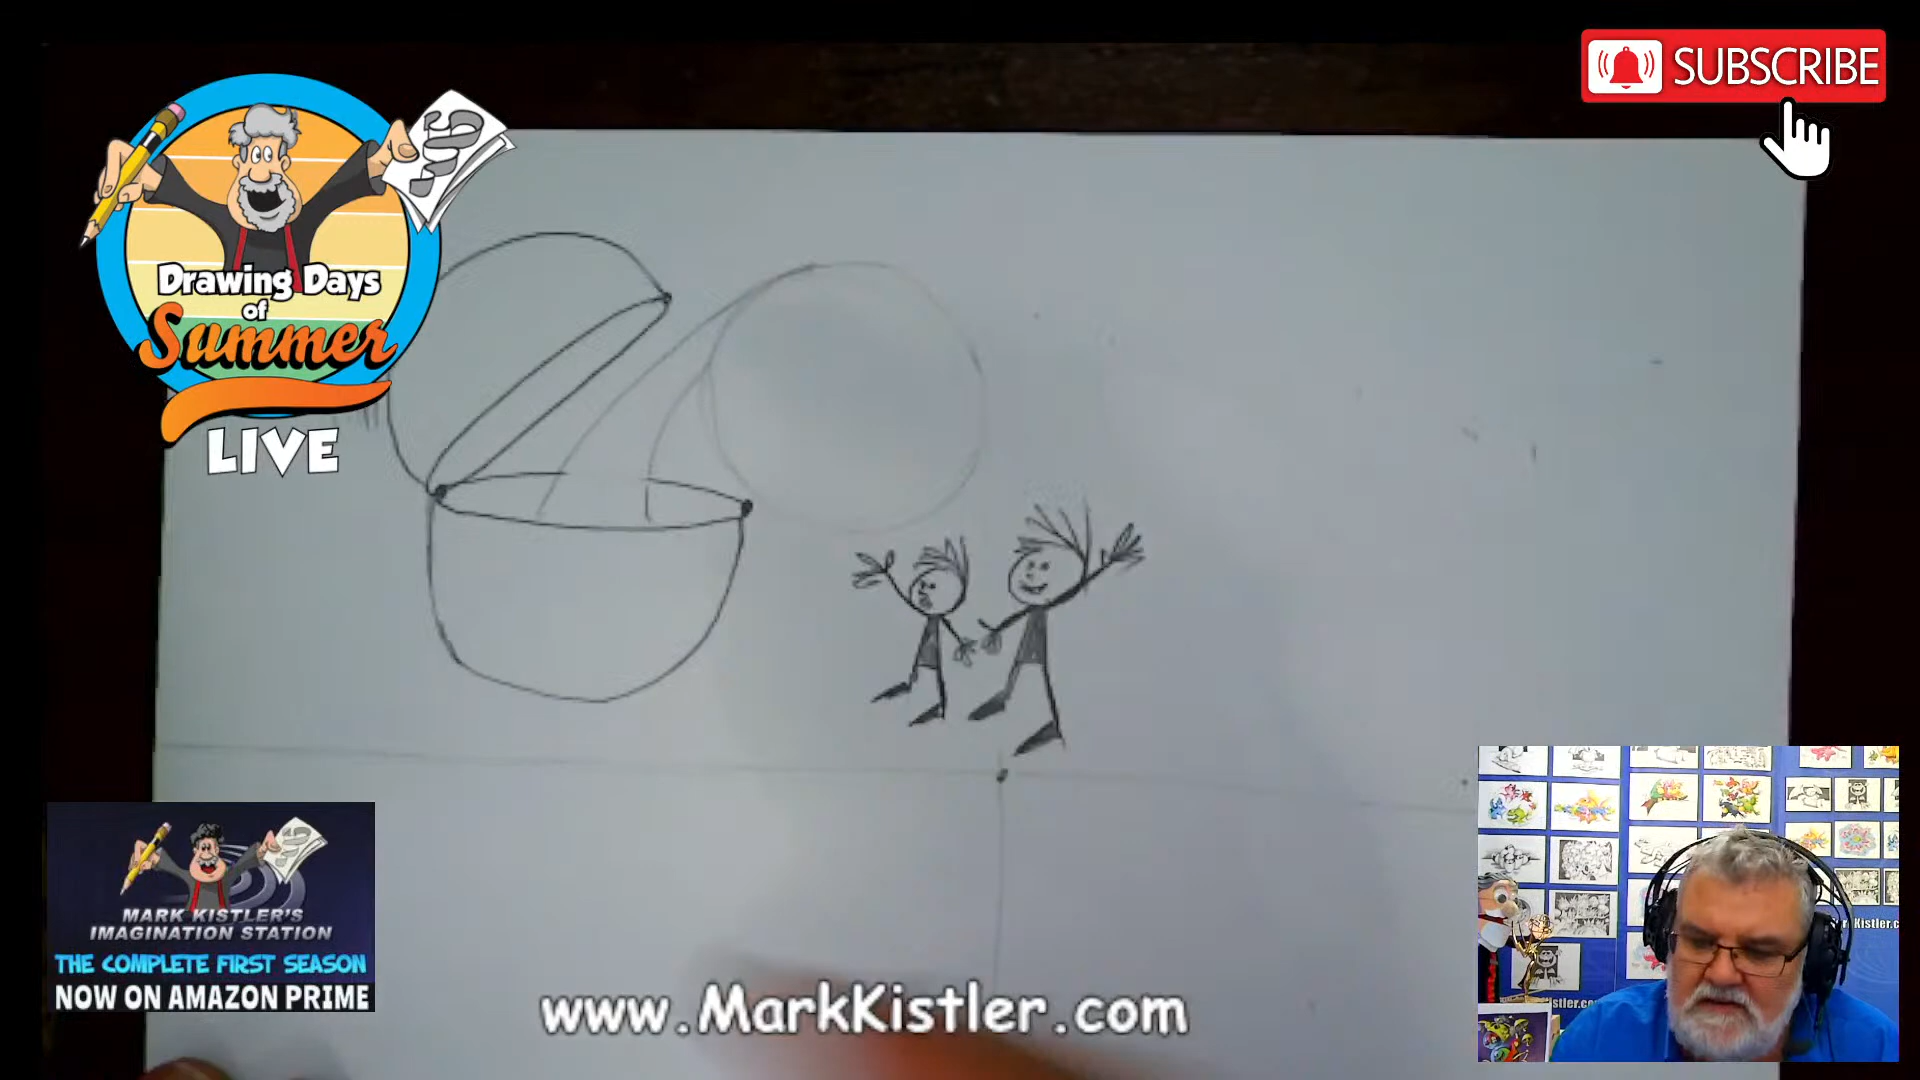 SUBSCRIBE
Drawing Days
of
Summer
LIVE
MARK KISTLER'S
IMAGINATION STATION
THE COMPLETE FIRST SEASON
NOW ON AMAZON PRIME
www.MarkKistler.com